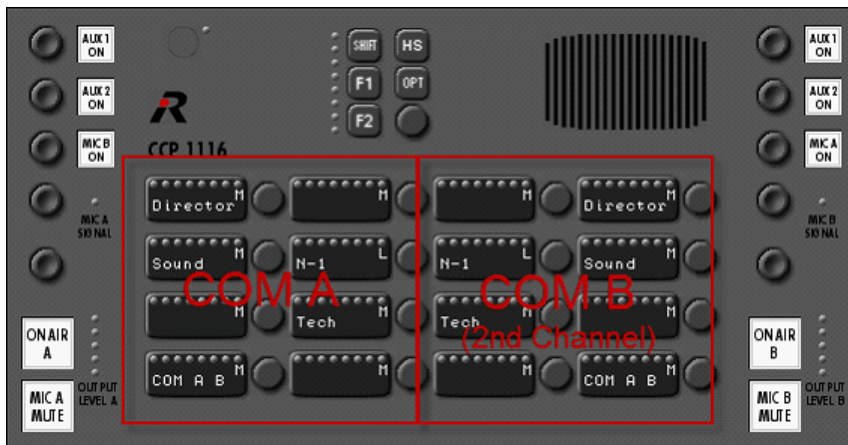 AUX 1
ON
SHIFT
HS
AUX 1
ON
AUX 2
ON
F1
OPT
AUX 2
ON
R
F2
MIC B
ON
CCP 1116
MIC A
ON
Director M
M
M
Director M
MIC A
SIGNAL
MIC B
SIGNAL
Sound M
N-1 L
N-1 L
Sound M
COM A
COM B
(2nd Channel)
M
Tech M
Tech M
M
ON AIR
A
ON AIR
B
COM A B M
M
M
COM A B M
MIC A
MUTE
OUTPUT
LEVEL A
MIC B
MUTE
OUTPUT
LEVEL B